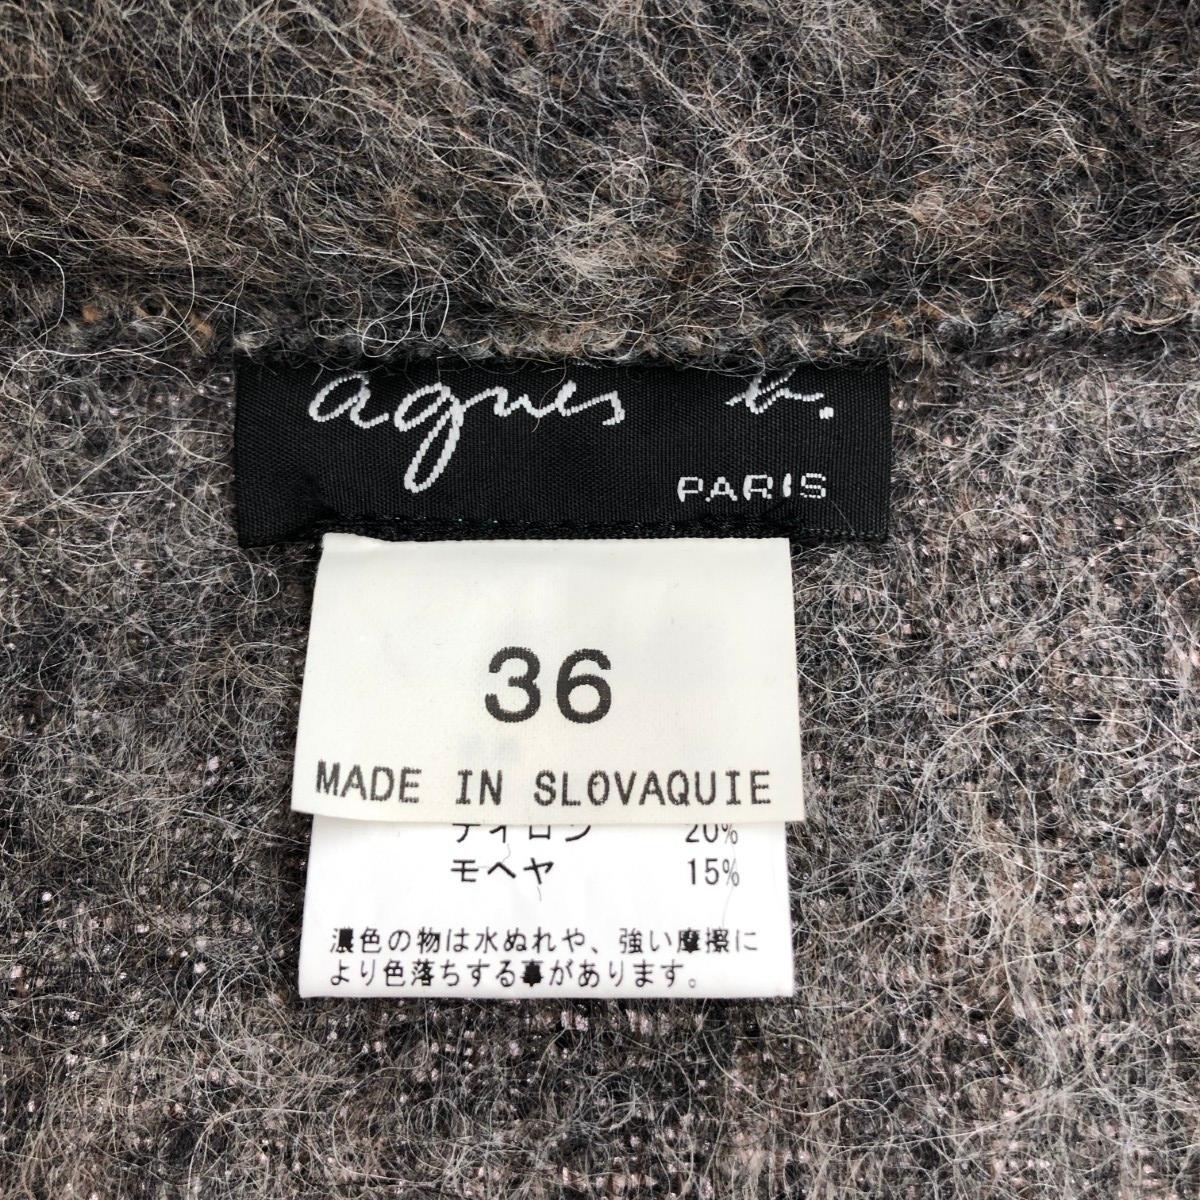 agnès b.
PARIS
36
MADE IN SLOVAQUIE
ナイロン 20%
モヘヤ 15%
濃色の物は水ぬれや、強い摩擦に
より色落ちする事があります。